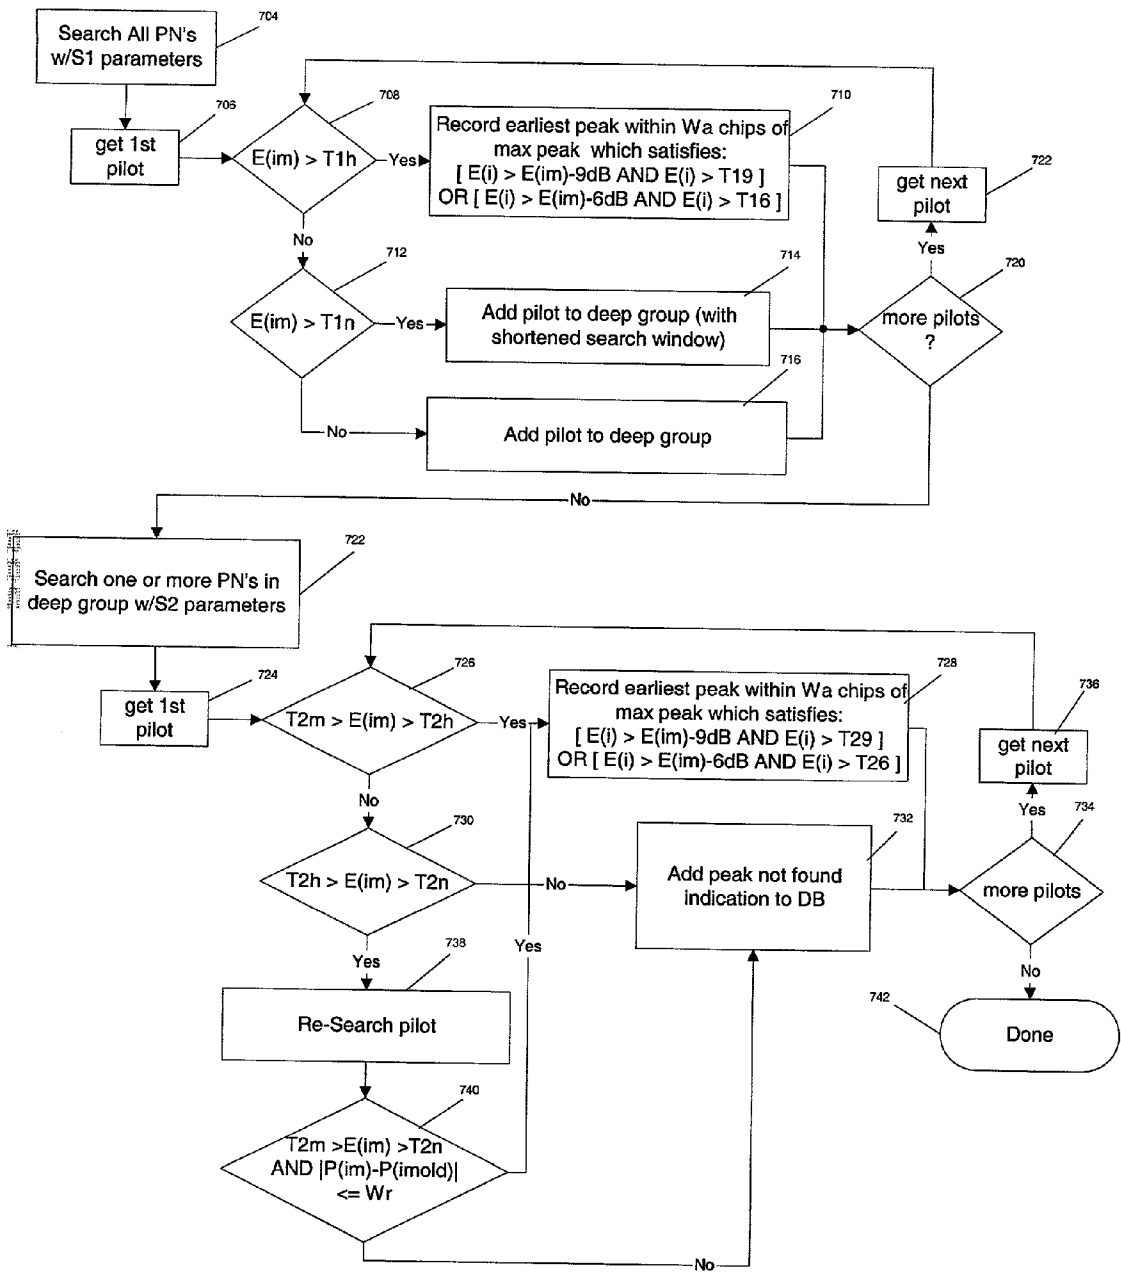 704
Search All PN's
w/S1 parameters
706
get 1st
pilot
708
E(im) > T1h
Yes
710
Record earliest peak within Wa chips of
max peak which satisfies:
[ E(i) > E(im)-9dB AND E(i) > T19 ]
OR [ E(i) > E(im)-6dB AND E(i) > T16 ]
722
get next
pilot
Yes
No
712
E(im) > T1n
Yes
714
Add pilot to deep group (with
shortened search window)
720
more pilots
?
716
No
Add pilot to deep group
No
722
Search one or more PN's in
deep group w/S2 parameters
724
get 1st
pilot
726
T2m > E(im) > T2h
Yes
728
Record earliest peak within Wa chips of
max peak which satisfies:
[ E(i) > E(im)-9dB AND E(i) > T29 ]
OR [ E(i) > E(im)-6dB AND E(i) > T26 ]
736
get next
pilot
Yes
No
730
T2h > E(im) > T2n
No
732
Add peak not found
indication to DB
734
more pilots
Yes
Yes
738
Re-Search pilot
No
742
Done
740
T2m >E(im) >T2n
AND |P(im)-P(imold)|
<= Wr
No